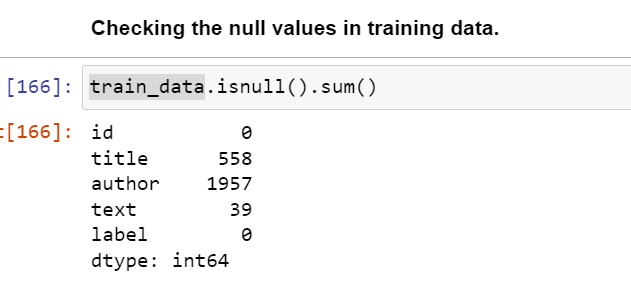 Checking the null values in training data.
[166]: train_data.isnull().sum()
t[166]: id 0
title 558
author 1957
text 39
label 0
dtype: int64